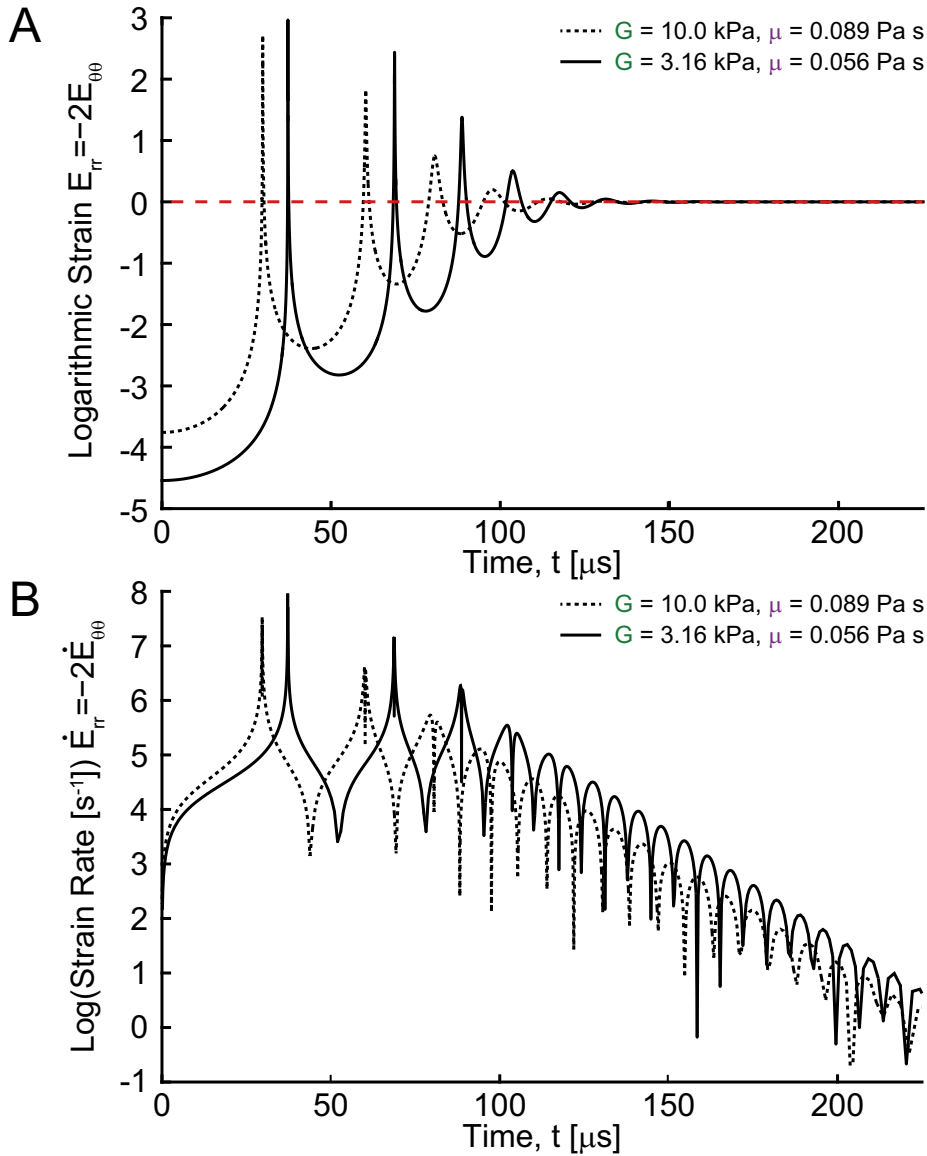 A
G = 10.0 kPa, μ = 0.089 Pa s
G = 3.16 kPa, μ = 0.056 Pa s
Logarithmic Strain E_rr=−2E_θθ
3
2
1
0
-1
-2
-3
-4
-5
0
50
100
150
200
Time, t [μs]
B
G = 10.0 kPa, μ = 0.089 Pa s
G = 3.16 kPa, μ = 0.056 Pa s
Log(Strain Rate [s⁻¹]) Ė_rr=−2Ė_θθ
8
7
6
5
4
3
2
1
0
-1
0
50
100
150
200
Time, t [μs]